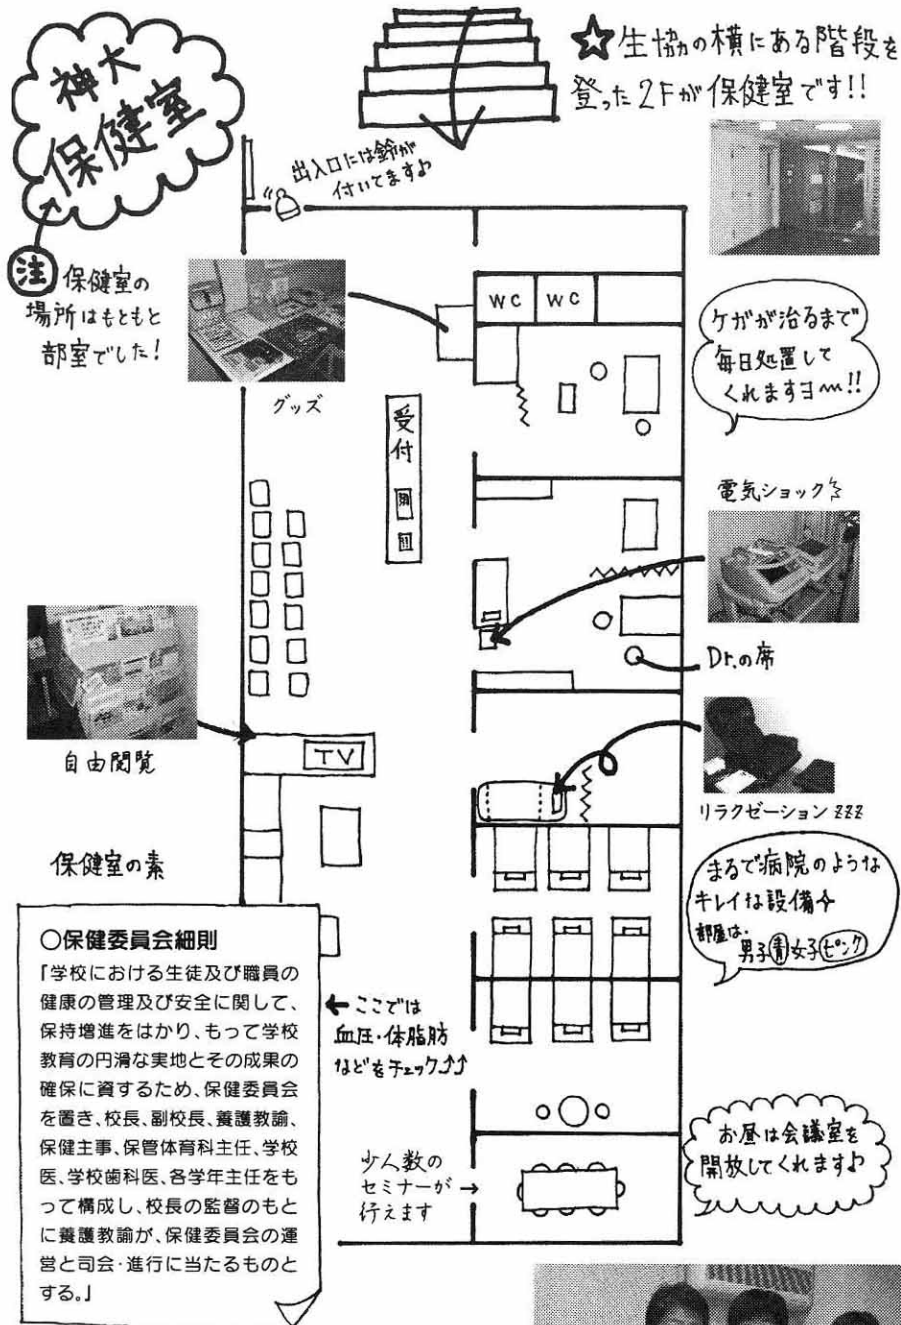 神大
保健室
☆生協の横にある階段を
登った2Fが保健室です!!
出入口には鈴が
付いてます♪
注 保健室の
場所はもともと
部室でした!
グッズ
WC WC
ケガが治るまで
毎日処置して
くれますヨ〜!!
受付
電気ショック
Dr.の席
自由閲覧
TV
リラクゼーション zzz
保健室の素
まるで病院のような
キレイな設備
部屋は、
男子青女子ピンク
○保健委員会細則
「学校における生徒及び職員の
健康の管理及び安全に関して、
保持増進をはかり、もって学校
教育の円滑な実地とその成果の
確保に資するため、保健委員会
を置き、校長、副校長、養護教諭、
保健主事、保管体育科主任、学校
医、学校歯科医、各学年主任をも
って構成し、校長の監督のもと
に養護教諭が、保健委員会の運
営と司会・進行に当たるものと
する。」
←ここでは
血圧・体脂肪
などをチェック↑↑
少人数の
セミナーが→
行えます
お昼は会議室を
開放してくれます♪